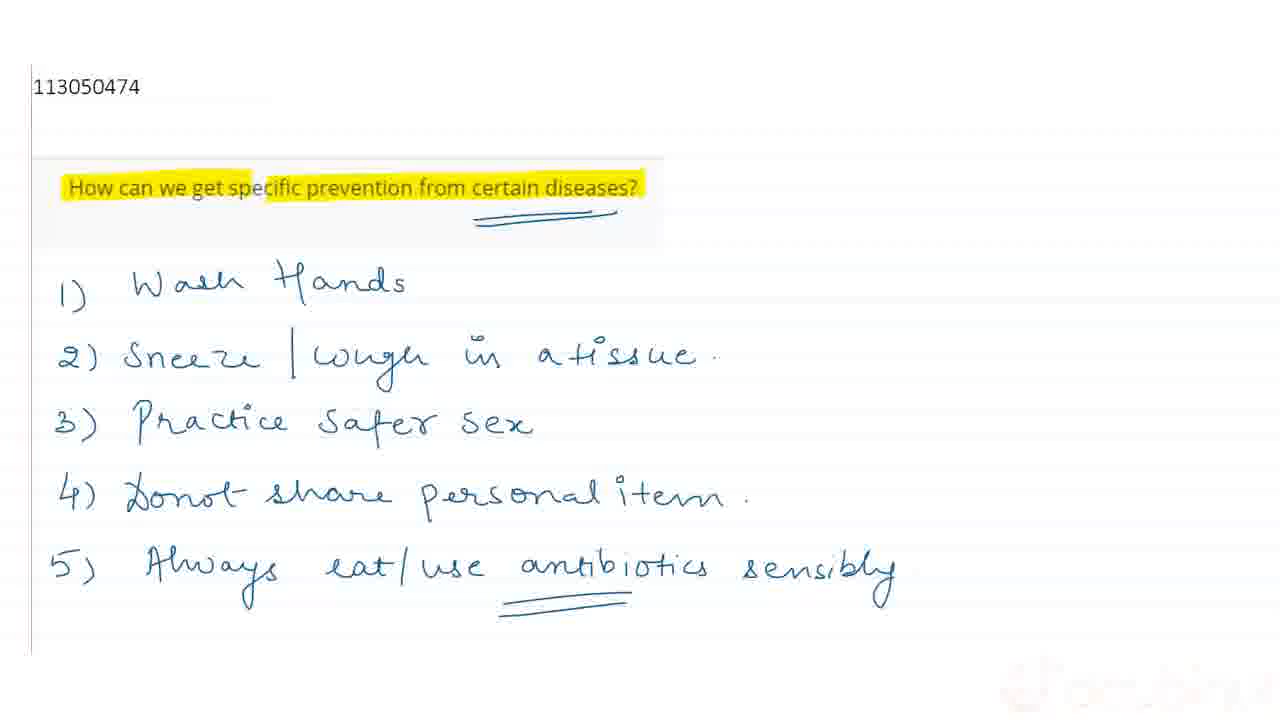 113050474
How can we get specific prevention from certain diseases?
1) Wash Hands
2) Sneeze / Cough in a tissue.
3) Practice Safer Sex
4) Donot share personal item.
5) Always eat/use antibiotics sensibly